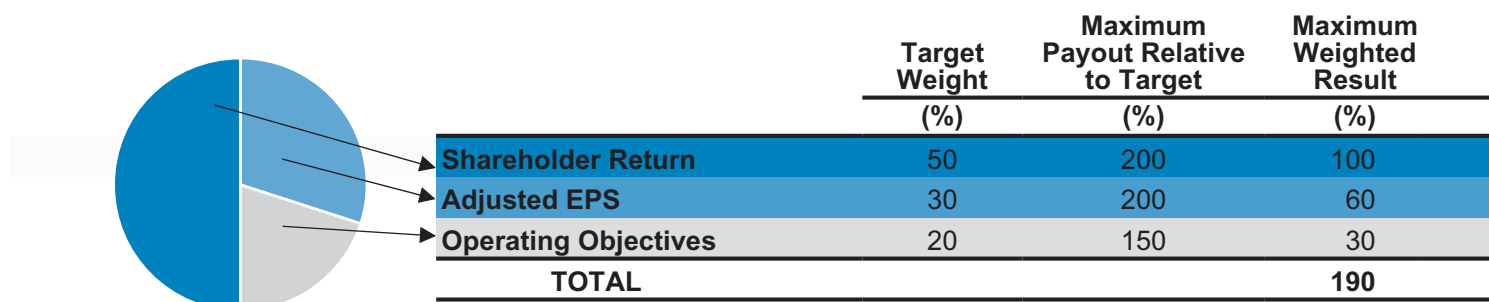 Target Weight
Maximum Payout Relative to Target
Maximum Weighted Result
(%) (%) (%)
Shareholder Return 50 200 100
Adjusted EPS 30 200 60
Operating Objectives 20 150 30
TOTAL 190